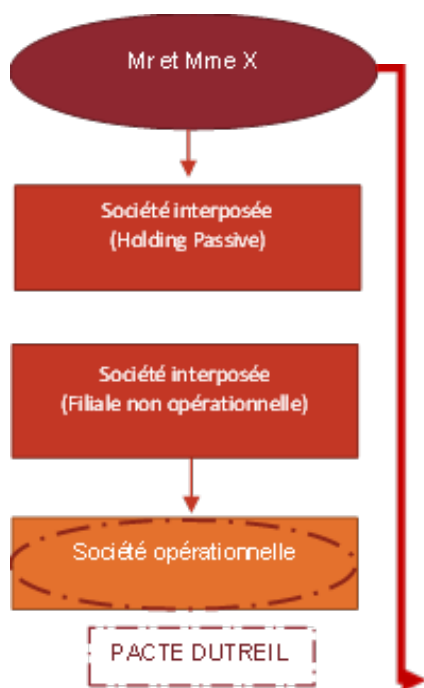 Mr et Mme X
Société interposée
(Holding Passive)
Société interposée
(Filiale non opérationnelle)
Société opérationnelle
PACTE DUTREIL